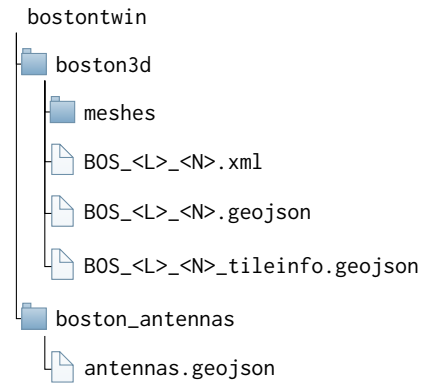 bostontwin
boston3d
meshes
BOS_<L>_<N>.xml
BOS_<L>_<N>.geojson
BOS_<L>_<N>_tileinfo.geojson
boston_antennas
antennas.geojson